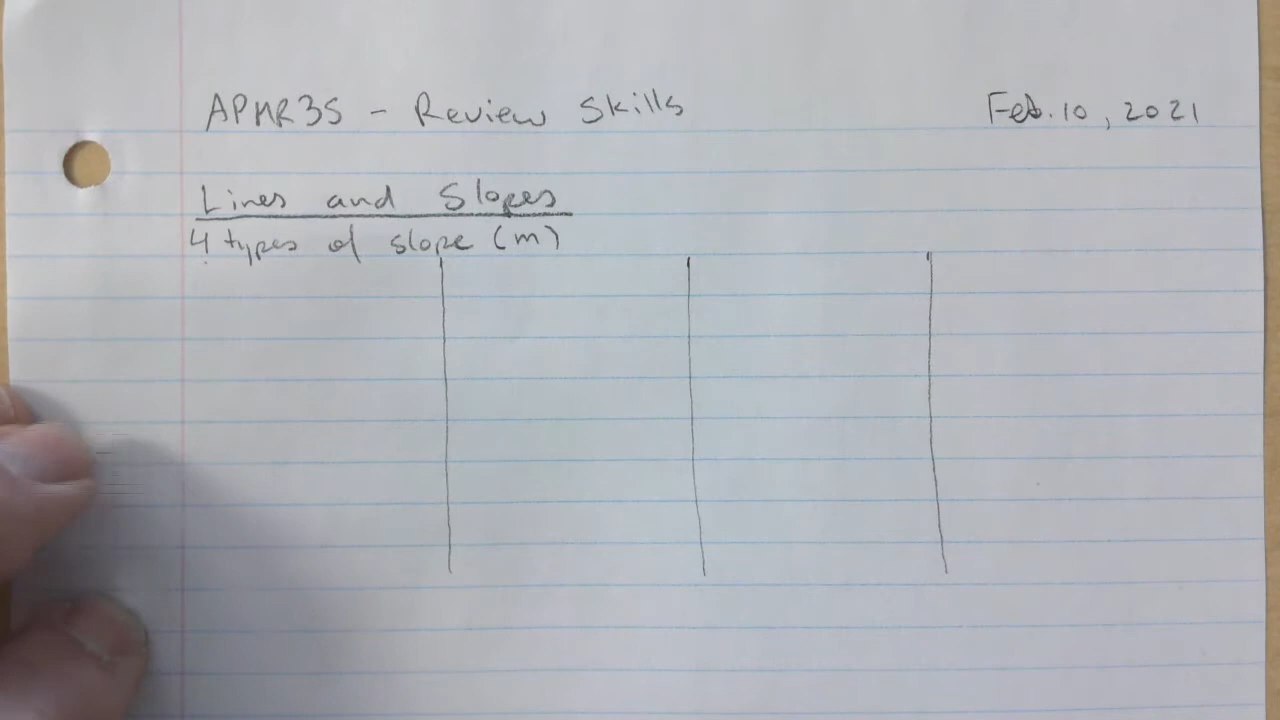 APMR3S - Review Skills
Feb. 10, 2021
Lines and Slopes
4 types of slope (m)